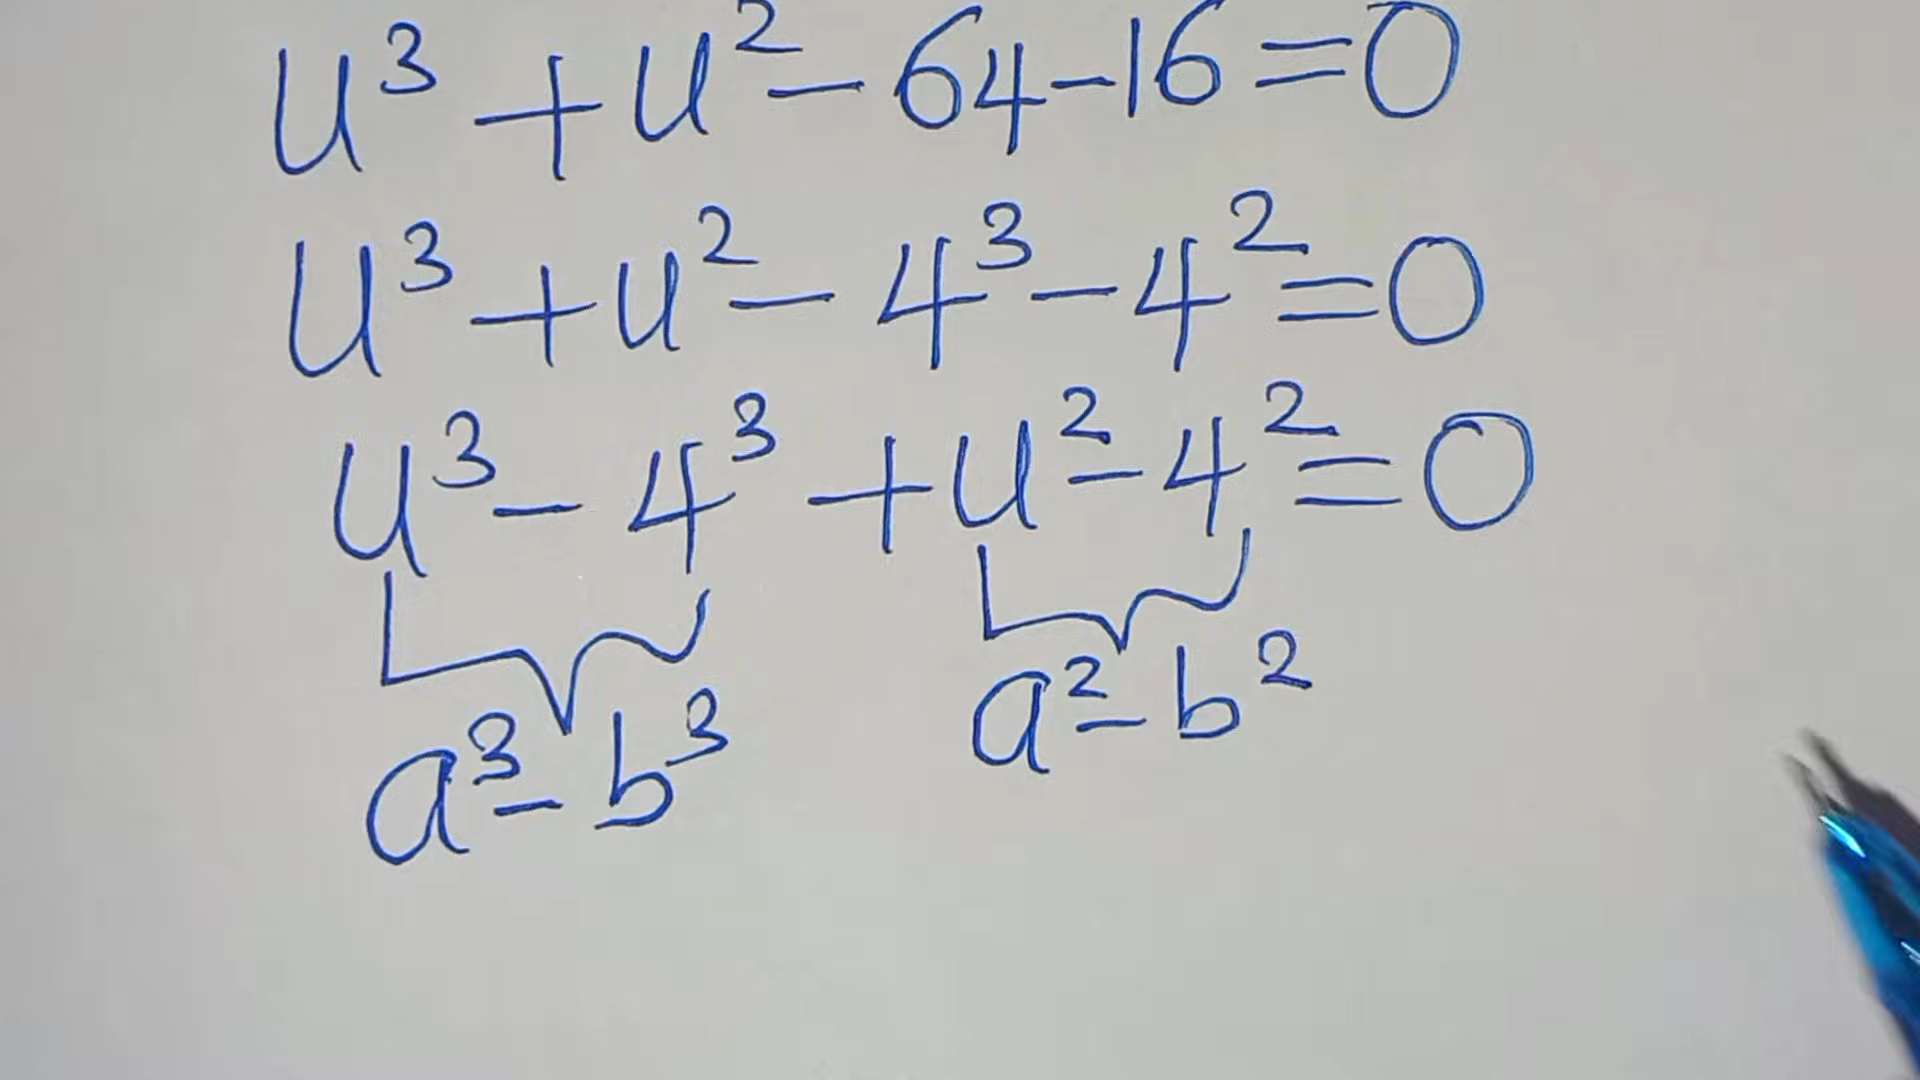 u³ + u² - 64 - 16 = 0
u³ + u² - 4³ - 4² = 0
u³ - 4³ + u² - 4² = 0
a³ - b³ a² - b²